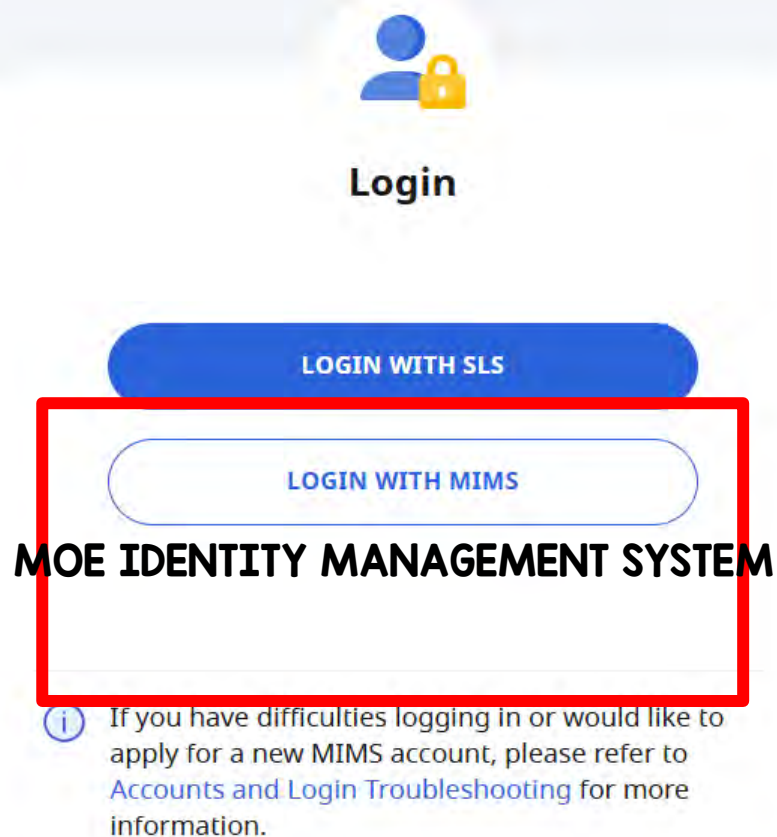 Login
LOGIN WITH SLS
LOGIN WITH MIMS
MOE IDENTITY MANAGEMENT SYSTEM
If you have difficulties logging in or would like to
apply for a new MIMS account, please refer to
Accounts and Login Troubleshooting for more
information.